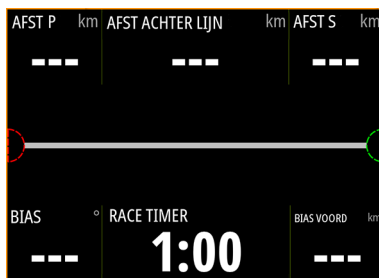 AFST P km AFST ACHTER LIJN km AFST S km
--- --- ---
BIAS ° RACE TIMER BIAS VOORD km
--- 1:00 ---